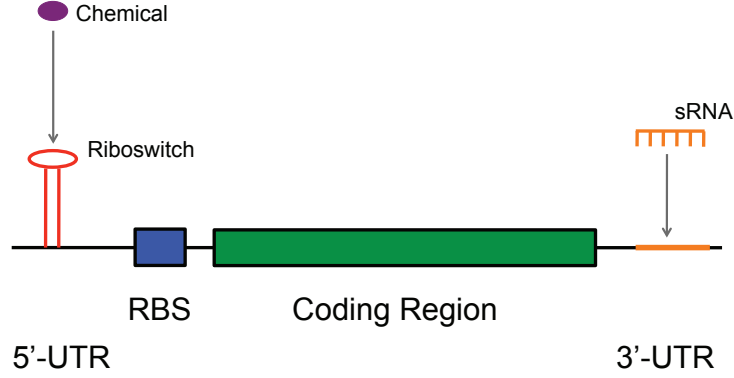 Chemical
sRNA
Riboswitch
RBS
Coding Region
5'-UTR
3'-UTR